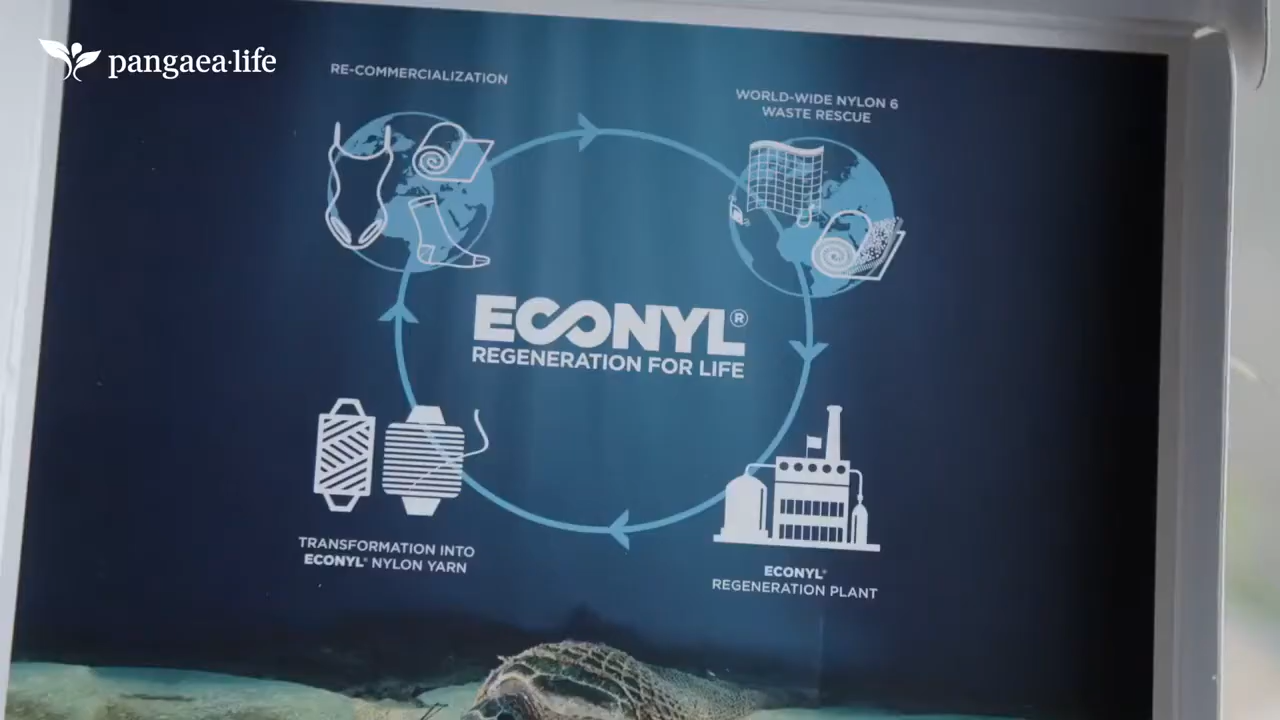 pangaea·life
RE-COMMERCIALIZATION
WORLD-WIDE NYLON 6
WASTE RESCUE
ECONYL®
REGENERATION FOR LIFE
TRANSFORMATION INTO
ECONYL® NYLON YARN
ECONYL®
REGENERATION PLANT